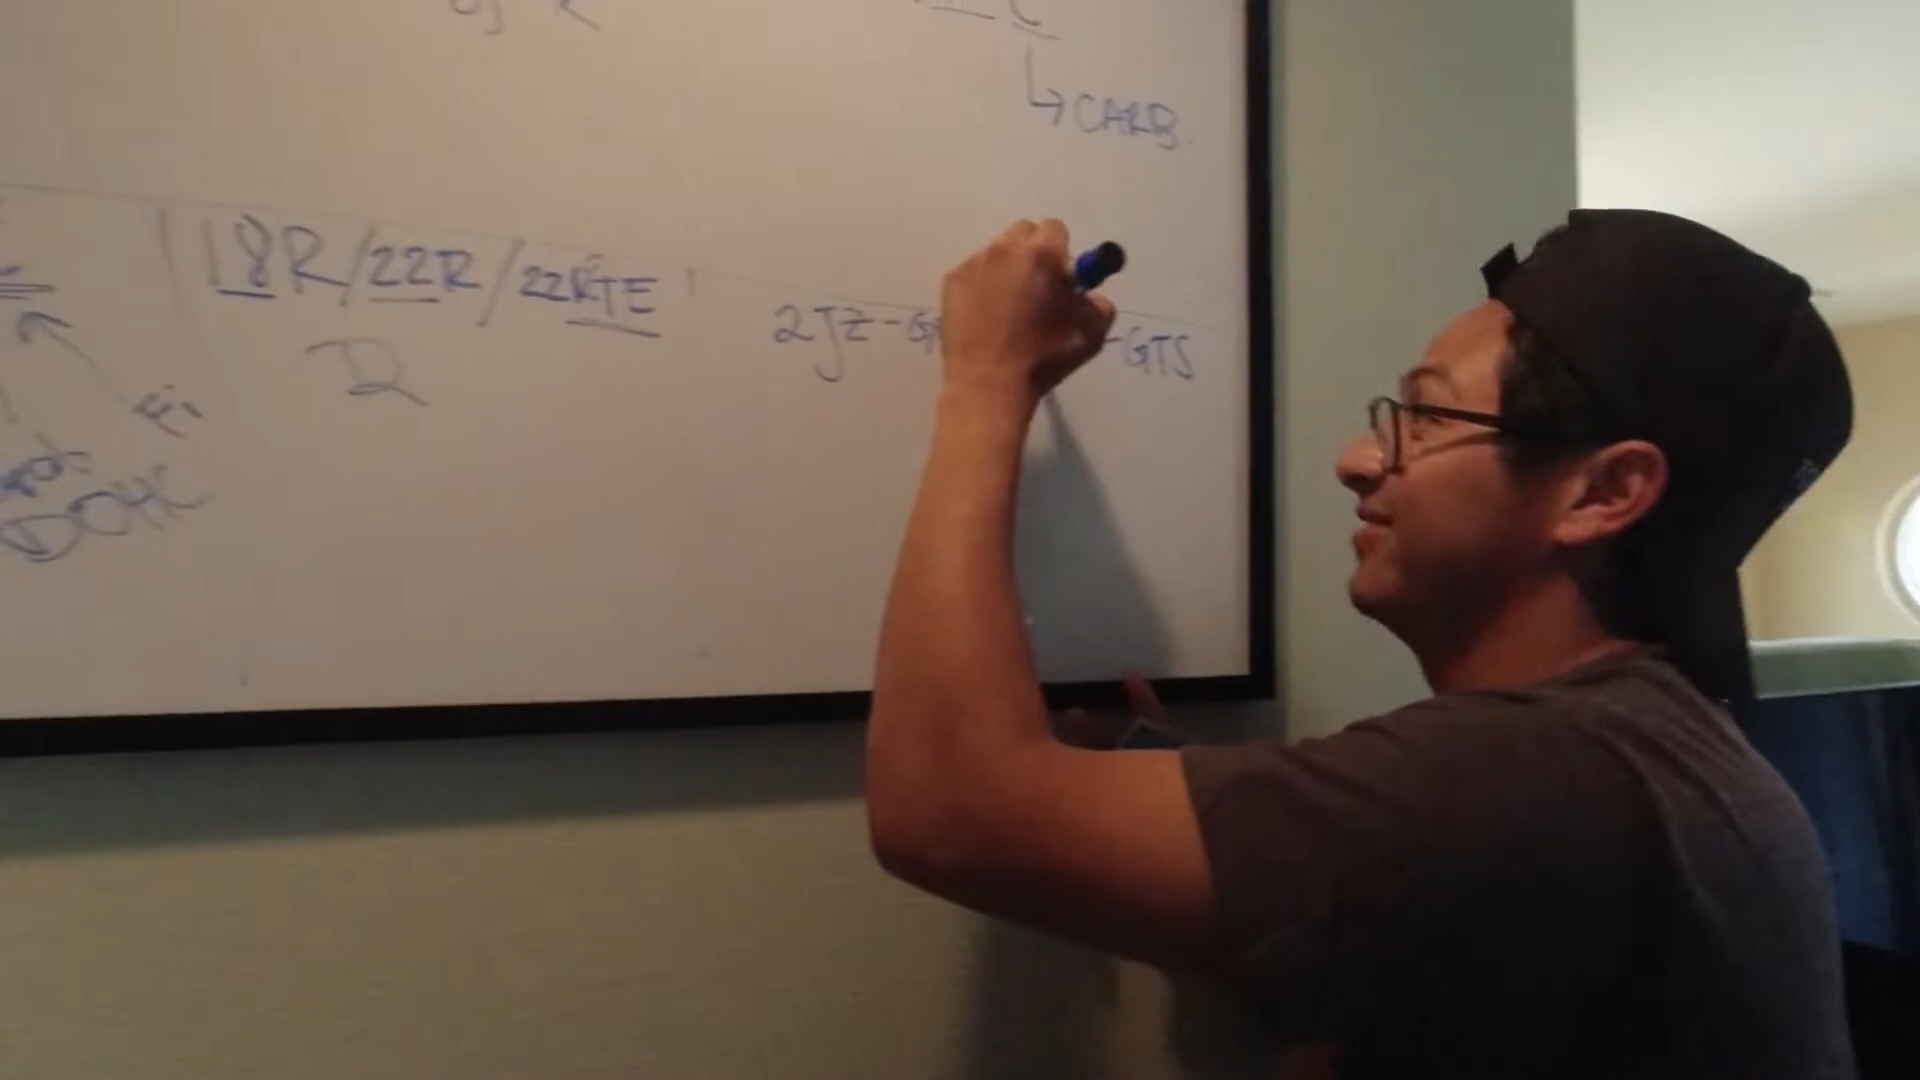 C
↳ CARB.
18R/22R/22RTE
R
2JZ-G
-GTS
Fi
DOHC